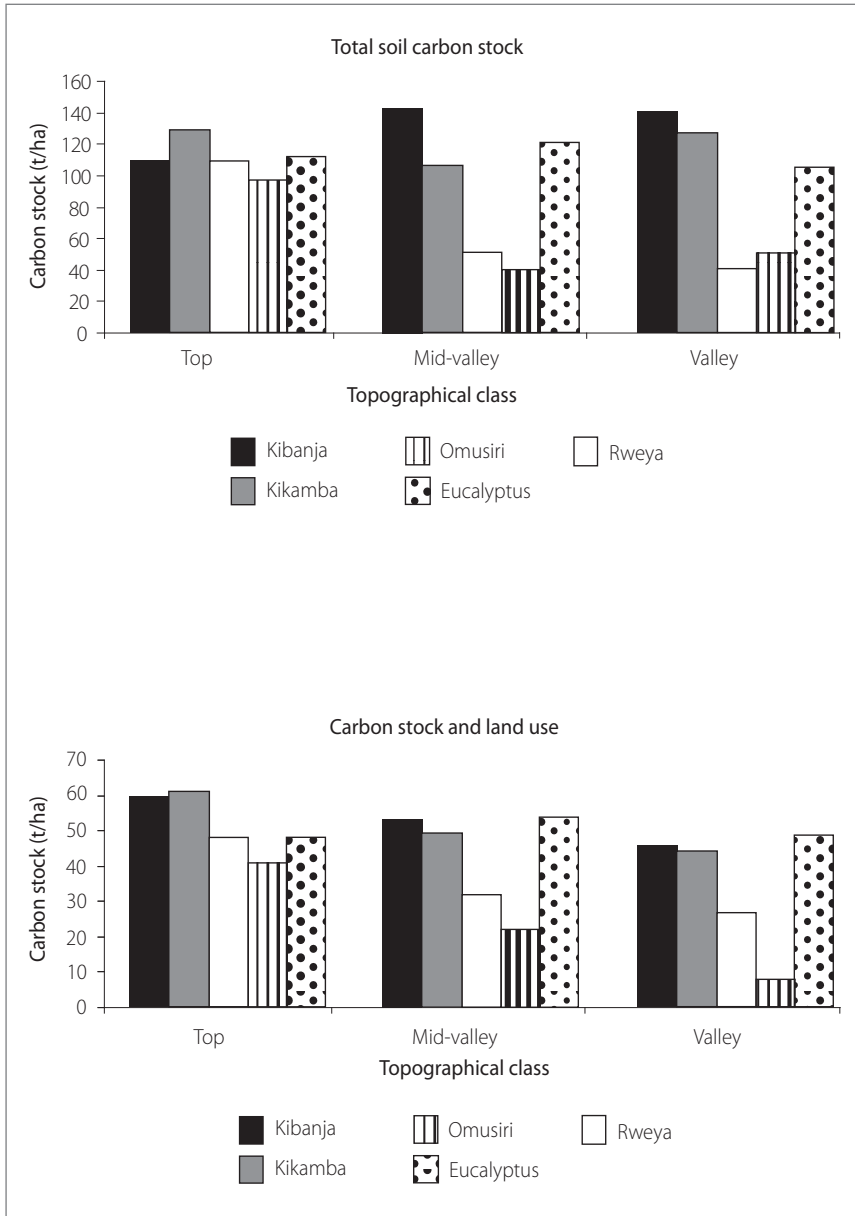 Total soil carbon stock
160
140
120
100
80
60
40
20
0
Carbon stock (t/ha)
Top Mid-valley Valley
Topographical class
Kibanja Omusiri Rweya
Kikamba Eucalyptus
Carbon stock and land use
70
60
50
40
30
20
10
0
Carbon stock (t/ha)
Top Mid-valley Valley
Topographical class
Kibanja Omusiri Rweya
Kikamba Eucalyptus